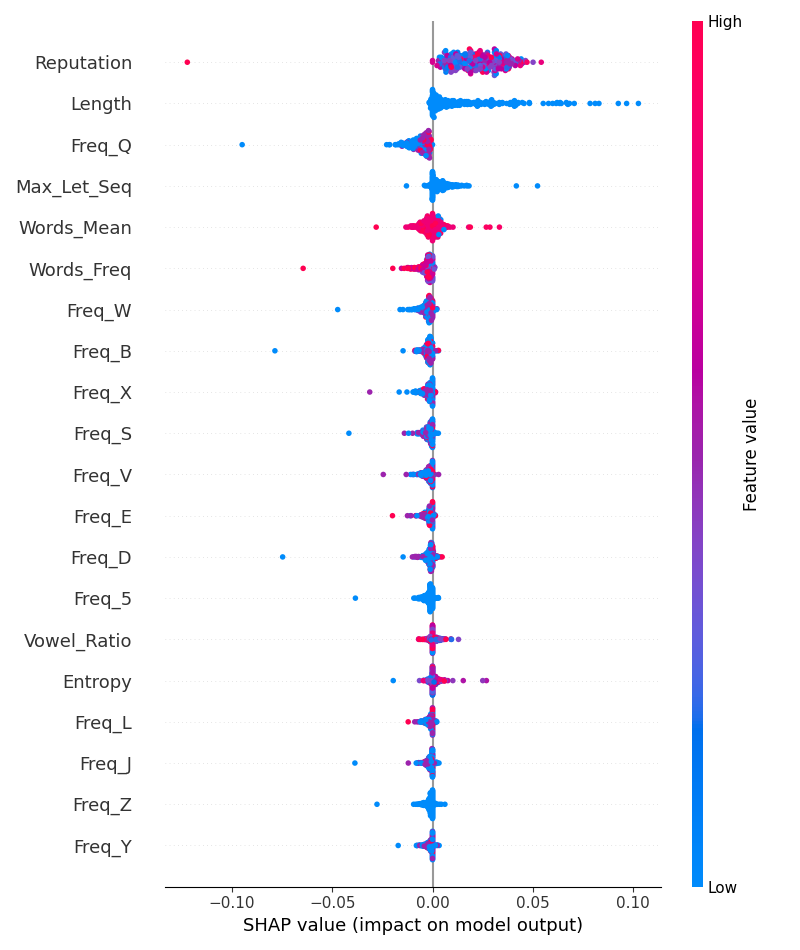 High
Reputation
Length
Freq_Q
Max_Let_Seq
Words_Mean
Words_Freq
Freq_W
Freq_B
Freq_X
Freq_S
Freq_V
Freq_E
Freq_D
Freq_5
Vowel_Ratio
Entropy
Freq_L
Freq_J
Freq_Z
Freq_Y
Feature value
Low
−0.10 −0.05 0.00 0.05 0.10
SHAP value (impact on model output)